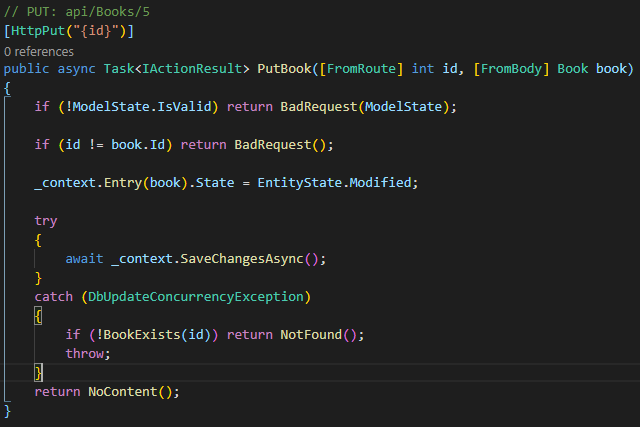 // PUT: api/Books/5
[HttpPut("{id}")]
0 references
public async Task<IActionResult> PutBook([FromRoute] int id, [FromBody] Book book)
{
if (!ModelState.IsValid) return BadRequest(ModelState);
if (id != book.Id) return BadRequest();
_context.Entry(book).State = EntityState.Modified;
try
{
await _context.SaveChangesAsync();
}
catch (DbUpdateConcurrencyException)
{
if (!BookExists(id)) return NotFound();
throw;
}
return NoContent();
}